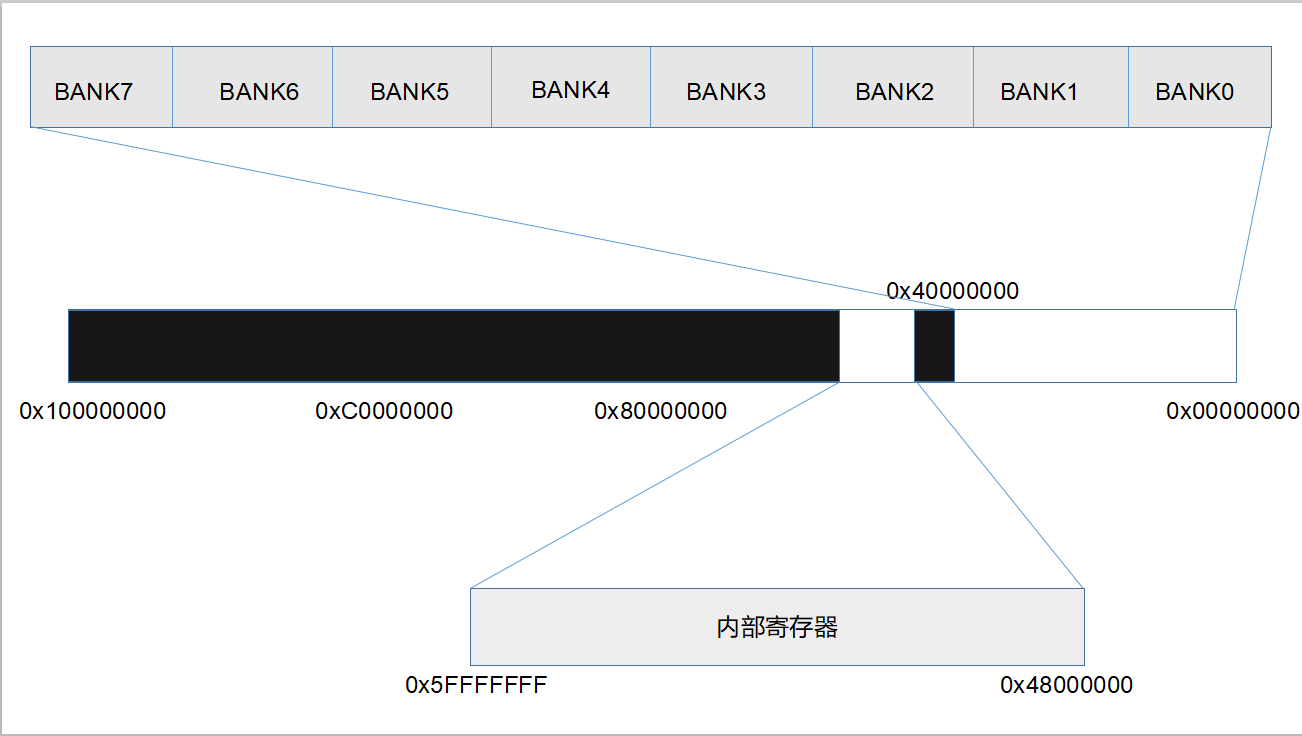 BANK7 BANK6 BANK5 BANK4 BANK3 BANK2 BANK1 BANK0
0x40000000
0x100000000 0xC0000000 0x80000000 0x00000000
内部寄存器
0x5FFFFFFF 0x48000000